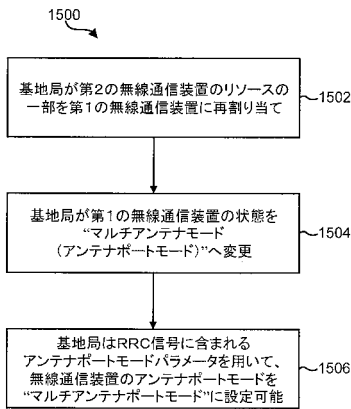 1500
基地局が第2の無線通信装置のリソースの
一部を第1の無線通信装置に再割り当て
1502
基地局が第1の無線通信装置の状態を
“マルチアンテナモード
(アンテナポートモード)”へ変更
1504
基地局はRRC信号に含まれる
アンテナポートモードパラメータを用いて、
無線通信装置のアンテナポートモードを
“マルチアンテナモード”に設定可能
1506